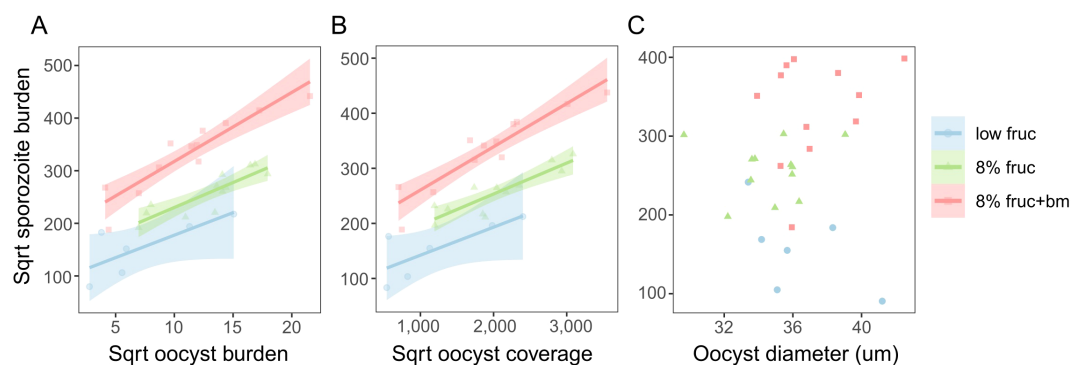 A
B
C
Sqrt sporozoite burden
500
400
300
200
100
5
10
15
20
Sqrt oocyst burden
500
400
300
200
100
1,000
2,000
3,000
Sqrt oocyst coverage
400
300
200
100
32
36
40
Oocyst diameter (um)
low fruc
8% fruc
8% fruc+bm